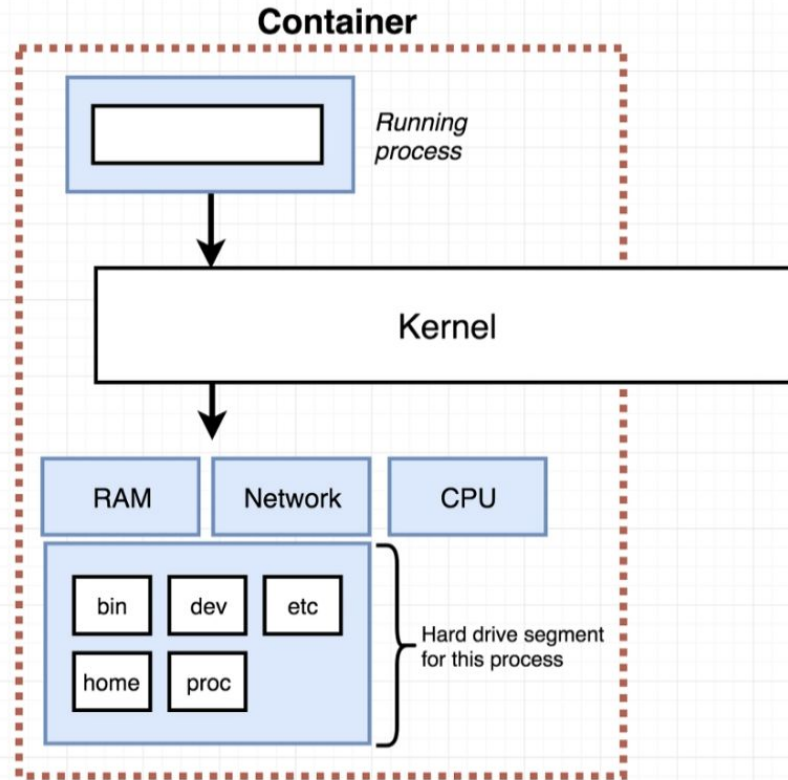 Container
Running
process
Kernel
RAM
Network
CPU
bin
dev
etc
home
proc
Hard drive segment
for this process